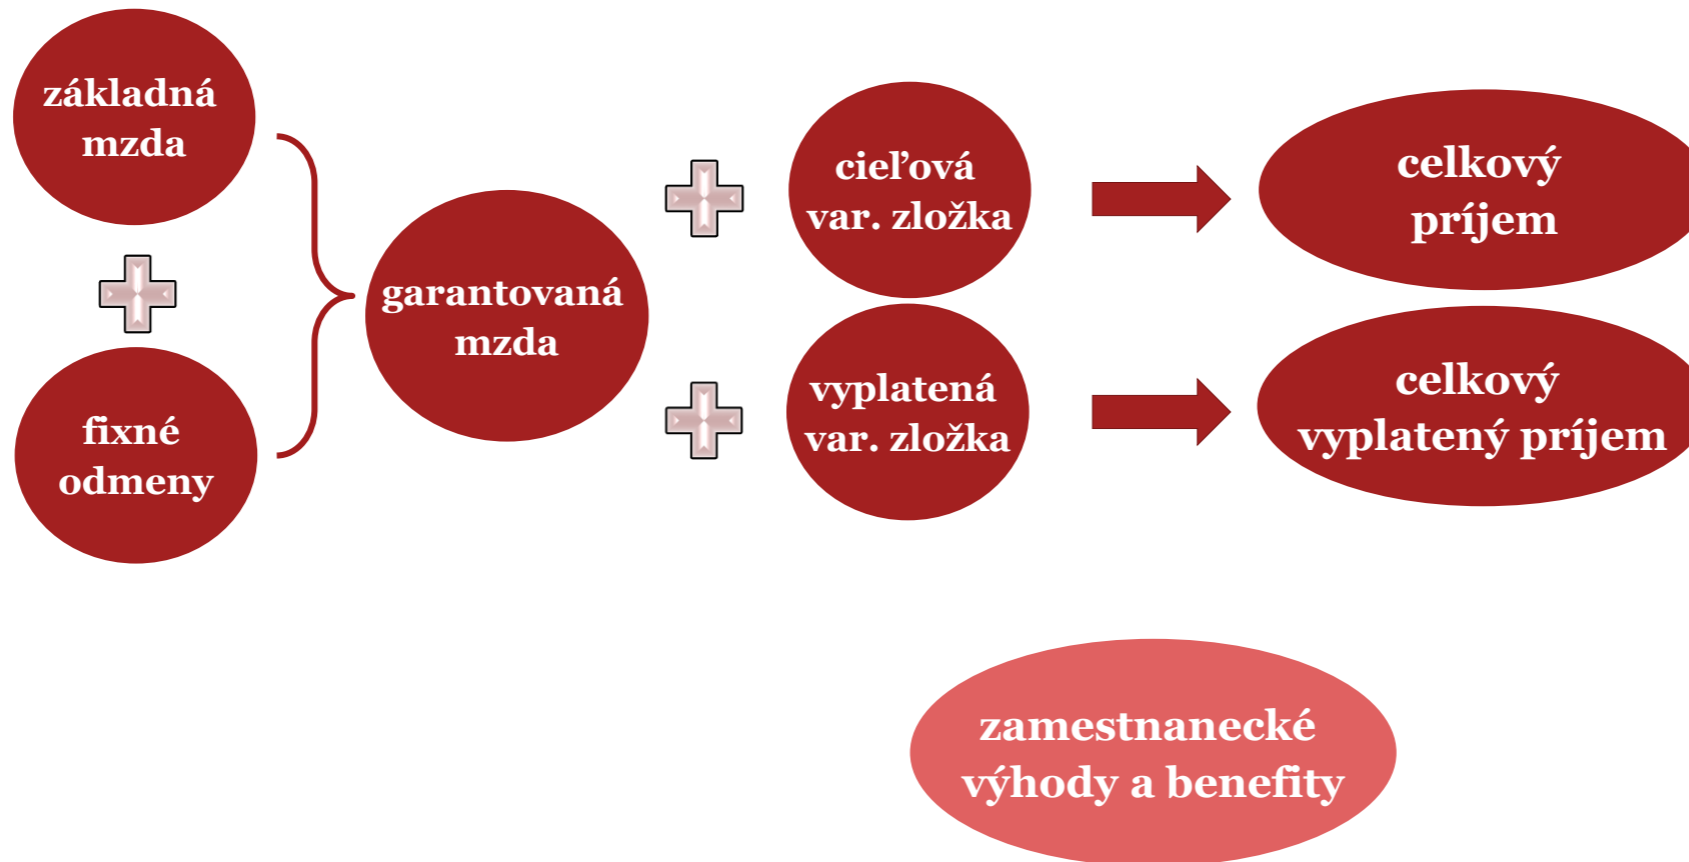 základná
mzda
fixné
odmeny
garantovaná
mzda
cieľová
var. zložka
celkový
príjem
vyplatená
var. zložka
celkový
vyplatený príjem
zamestnanecké
výhody a benefity